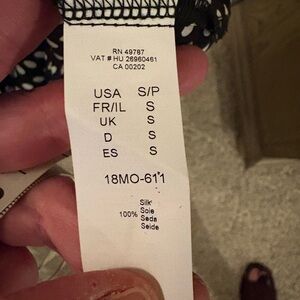 RN 49787
VAT # HU 26960461
CA 00202
USA S/P
FR/IL S
UK S
D S
ES S
18MO-611
Silk
Soie
100% Seda
Seide